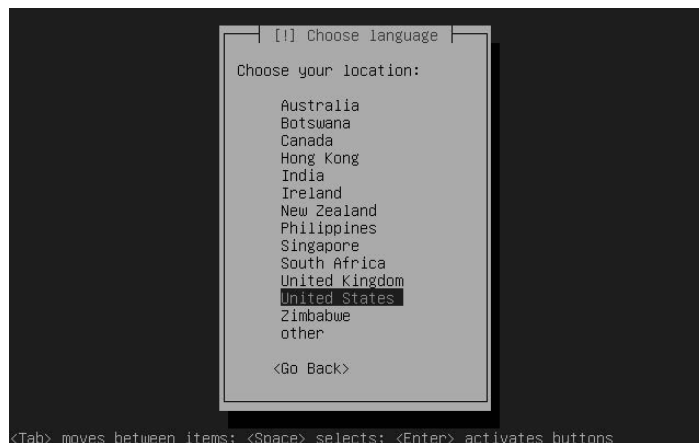 [!] Choose language
Choose your location:
Australia
Botswana
Canada
Hong Kong
India
Ireland
New Zealand
Philippines
Singapore
South Africa
United Kingdom
United States
Zimbabwe
other
<Go Back>
<Tab> moves between items; <Space> selects; <Enter> activates buttons